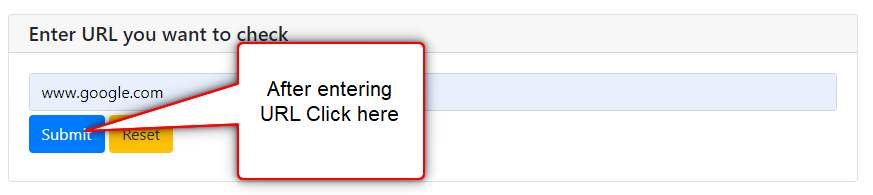 Enter URL you want to check
www.google.com
After entering
URL Click here
Submit
Reset